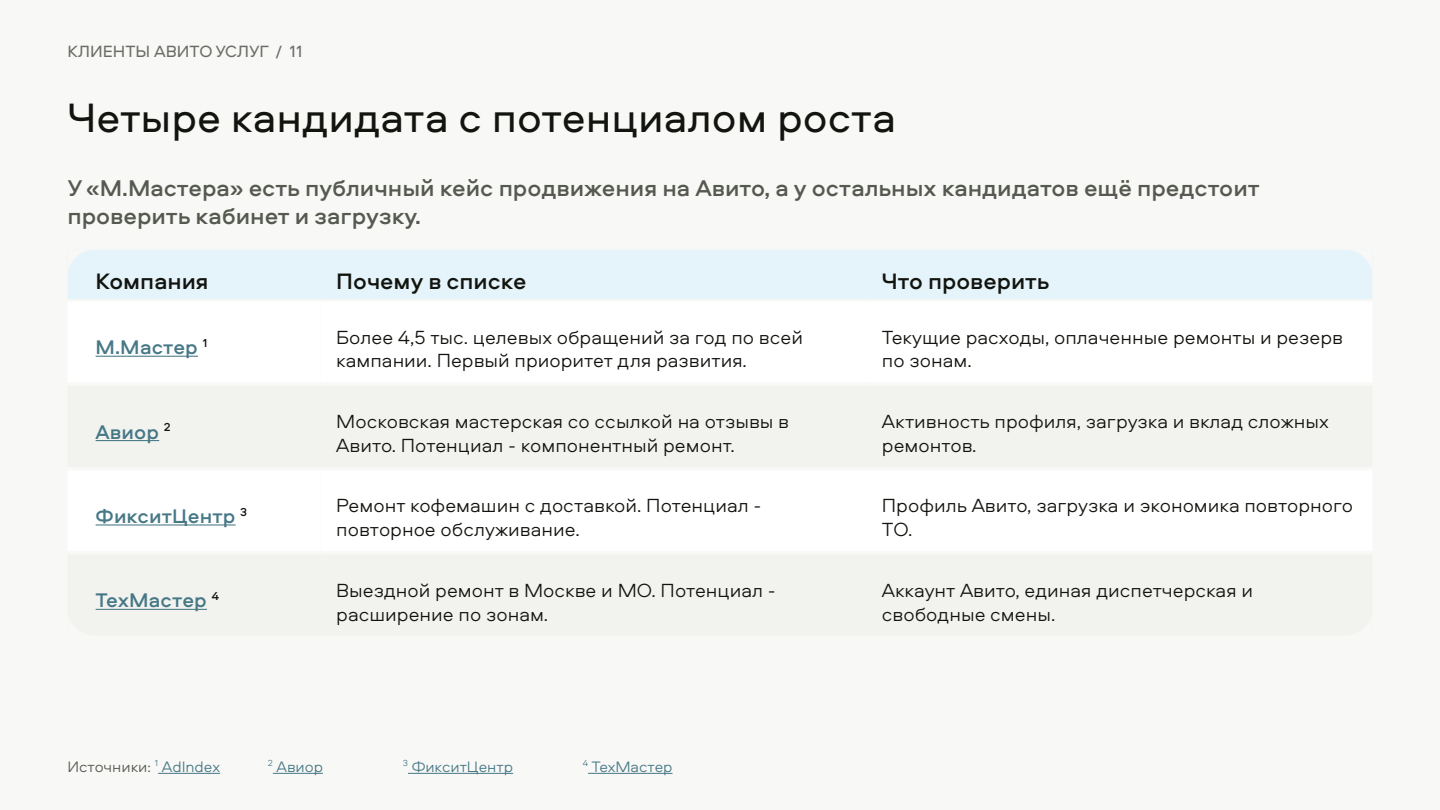 КЛИЕНТЫ АВИТО УСЛУГ / 11
Четыре кандидата с потенциалом роста
У «М.Мастера» есть публичный кейс продвижения на Авито, а у остальных кандидатов ещё предстоит
проверить кабинет и загрузку.
Компания Почему в списке Что проверить
М.Мастер ¹
Более 4,5 тыс. целевых обращений за год по всей
кампании. Первый приоритет для развития.
Текущие расходы, оплаченные ремонты и резерв
по зонам.
Авиор ²
Московская мастерская со ссылкой на отзывы в
Авито. Потенциал - компонентный ремонт.
Активность профиля, загрузка и вклад сложных
ремонтов.
ФикситЦентр ³
Ремонт кофемашин с доставкой. Потенциал -
повторное обслуживание.
Профиль Авито, загрузка и экономика повторного
ТО.
ТехМастер ⁴
Выездной ремонт в Москве и МО. Потенциал -
расширение по зонам.
Аккаунт Авито, единая диспетчерская и
свободные смены.
Источники: ¹ AdIndex ² Авиор ³ ФикситЦентр ⁴ ТехМастер